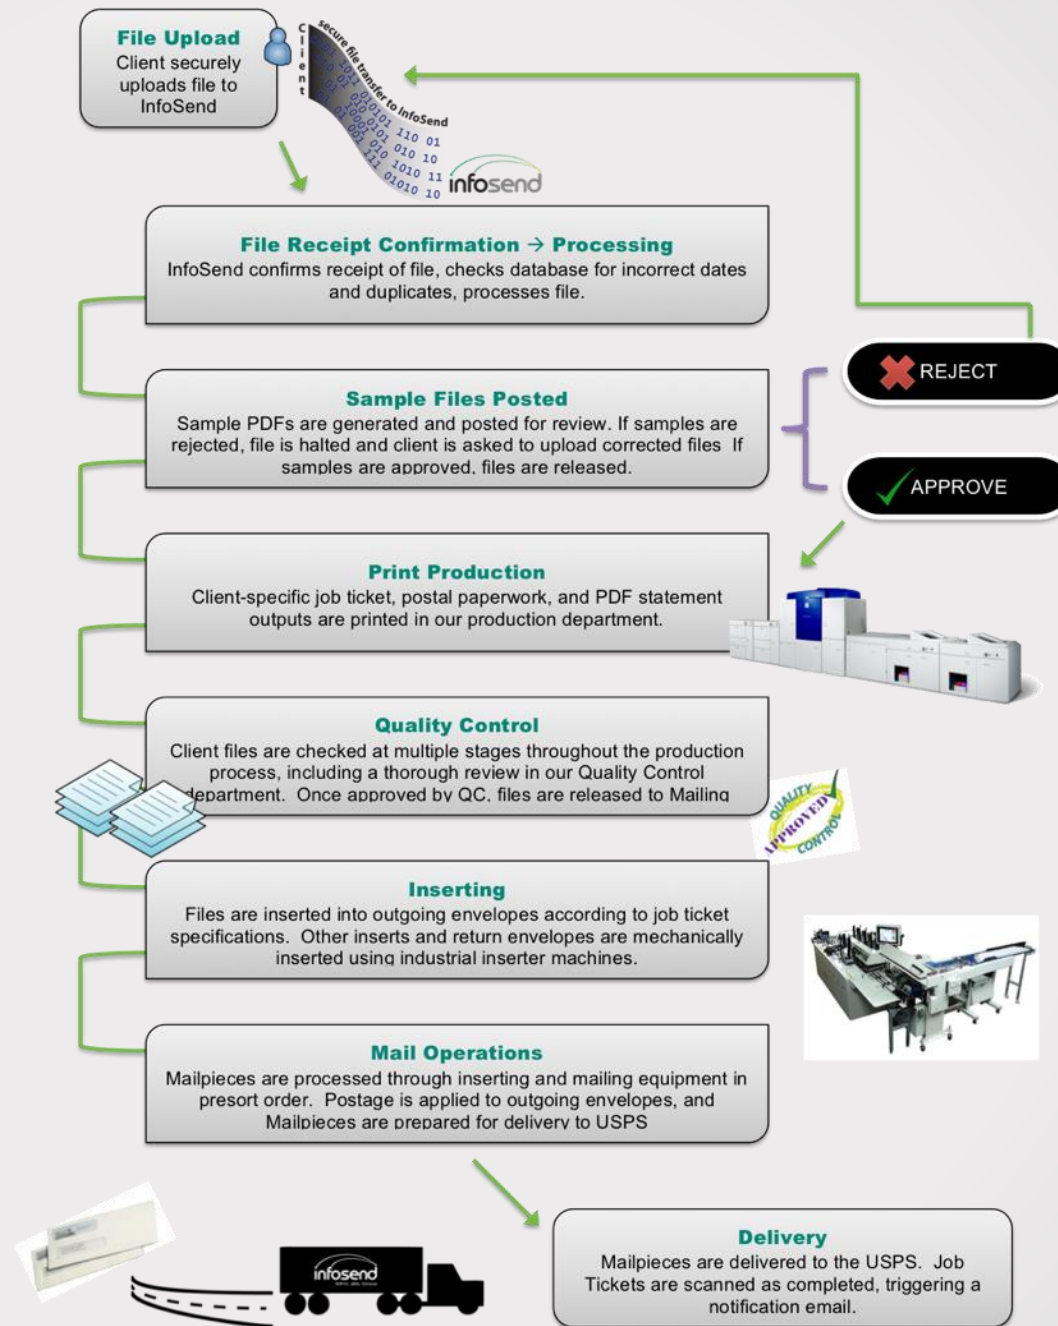 File Upload
Client securely
uploads file to
InfoSend
Client
secure file transfer to InfoSend
infosend
File Receipt Confirmation → Processing
InfoSend confirms receipt of file, checks database for incorrect dates
and duplicates, processes file.
Sample Files Posted
Sample PDFs are generated and posted for review. If samples are
rejected, file is halted and client is asked to upload corrected files If
samples are approved, files are released.
REJECT
APPROVE
Print Production
Client-specific job ticket, postal paperwork, and PDF statement
outputs are printed in our production department.
Quality Control
Client files are checked at multiple stages throughout the production
process, including a thorough review in our Quality Control
department. Once approved by QC, files are released to Mailing
QUALITY
APPROVED
CONTROL
Inserting
Files are inserted into outgoing envelopes according to job ticket
specifications. Other inserts and return envelopes are mechanically
inserted using industrial inserter machines.
Mail Operations
Mailpieces are processed through inserting and mailing equipment in
presort order. Postage is applied to outgoing envelopes, and
Mailpieces are prepared for delivery to USPS
infosend
Delivery
Mailpieces are delivered to the USPS. Job
Tickets are scanned as completed, triggering a
notification email.